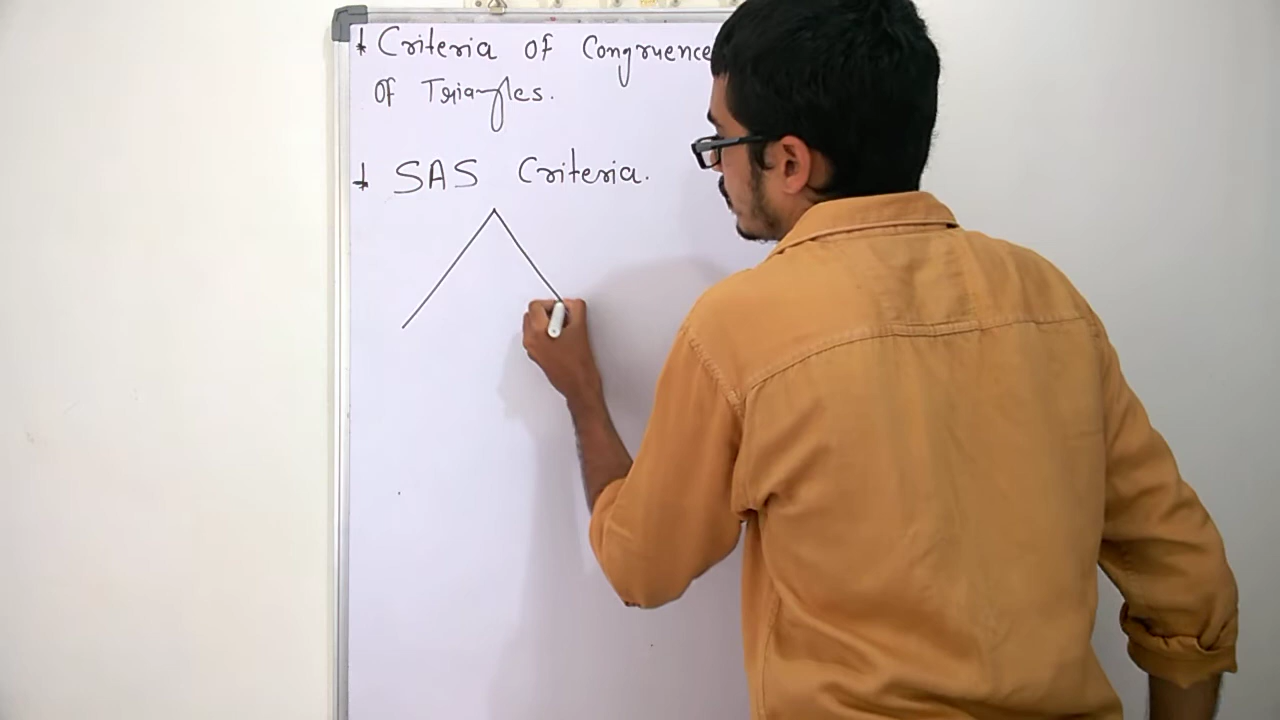 * Criteria of Congruence
of Triangles.
* SAS Criteria.